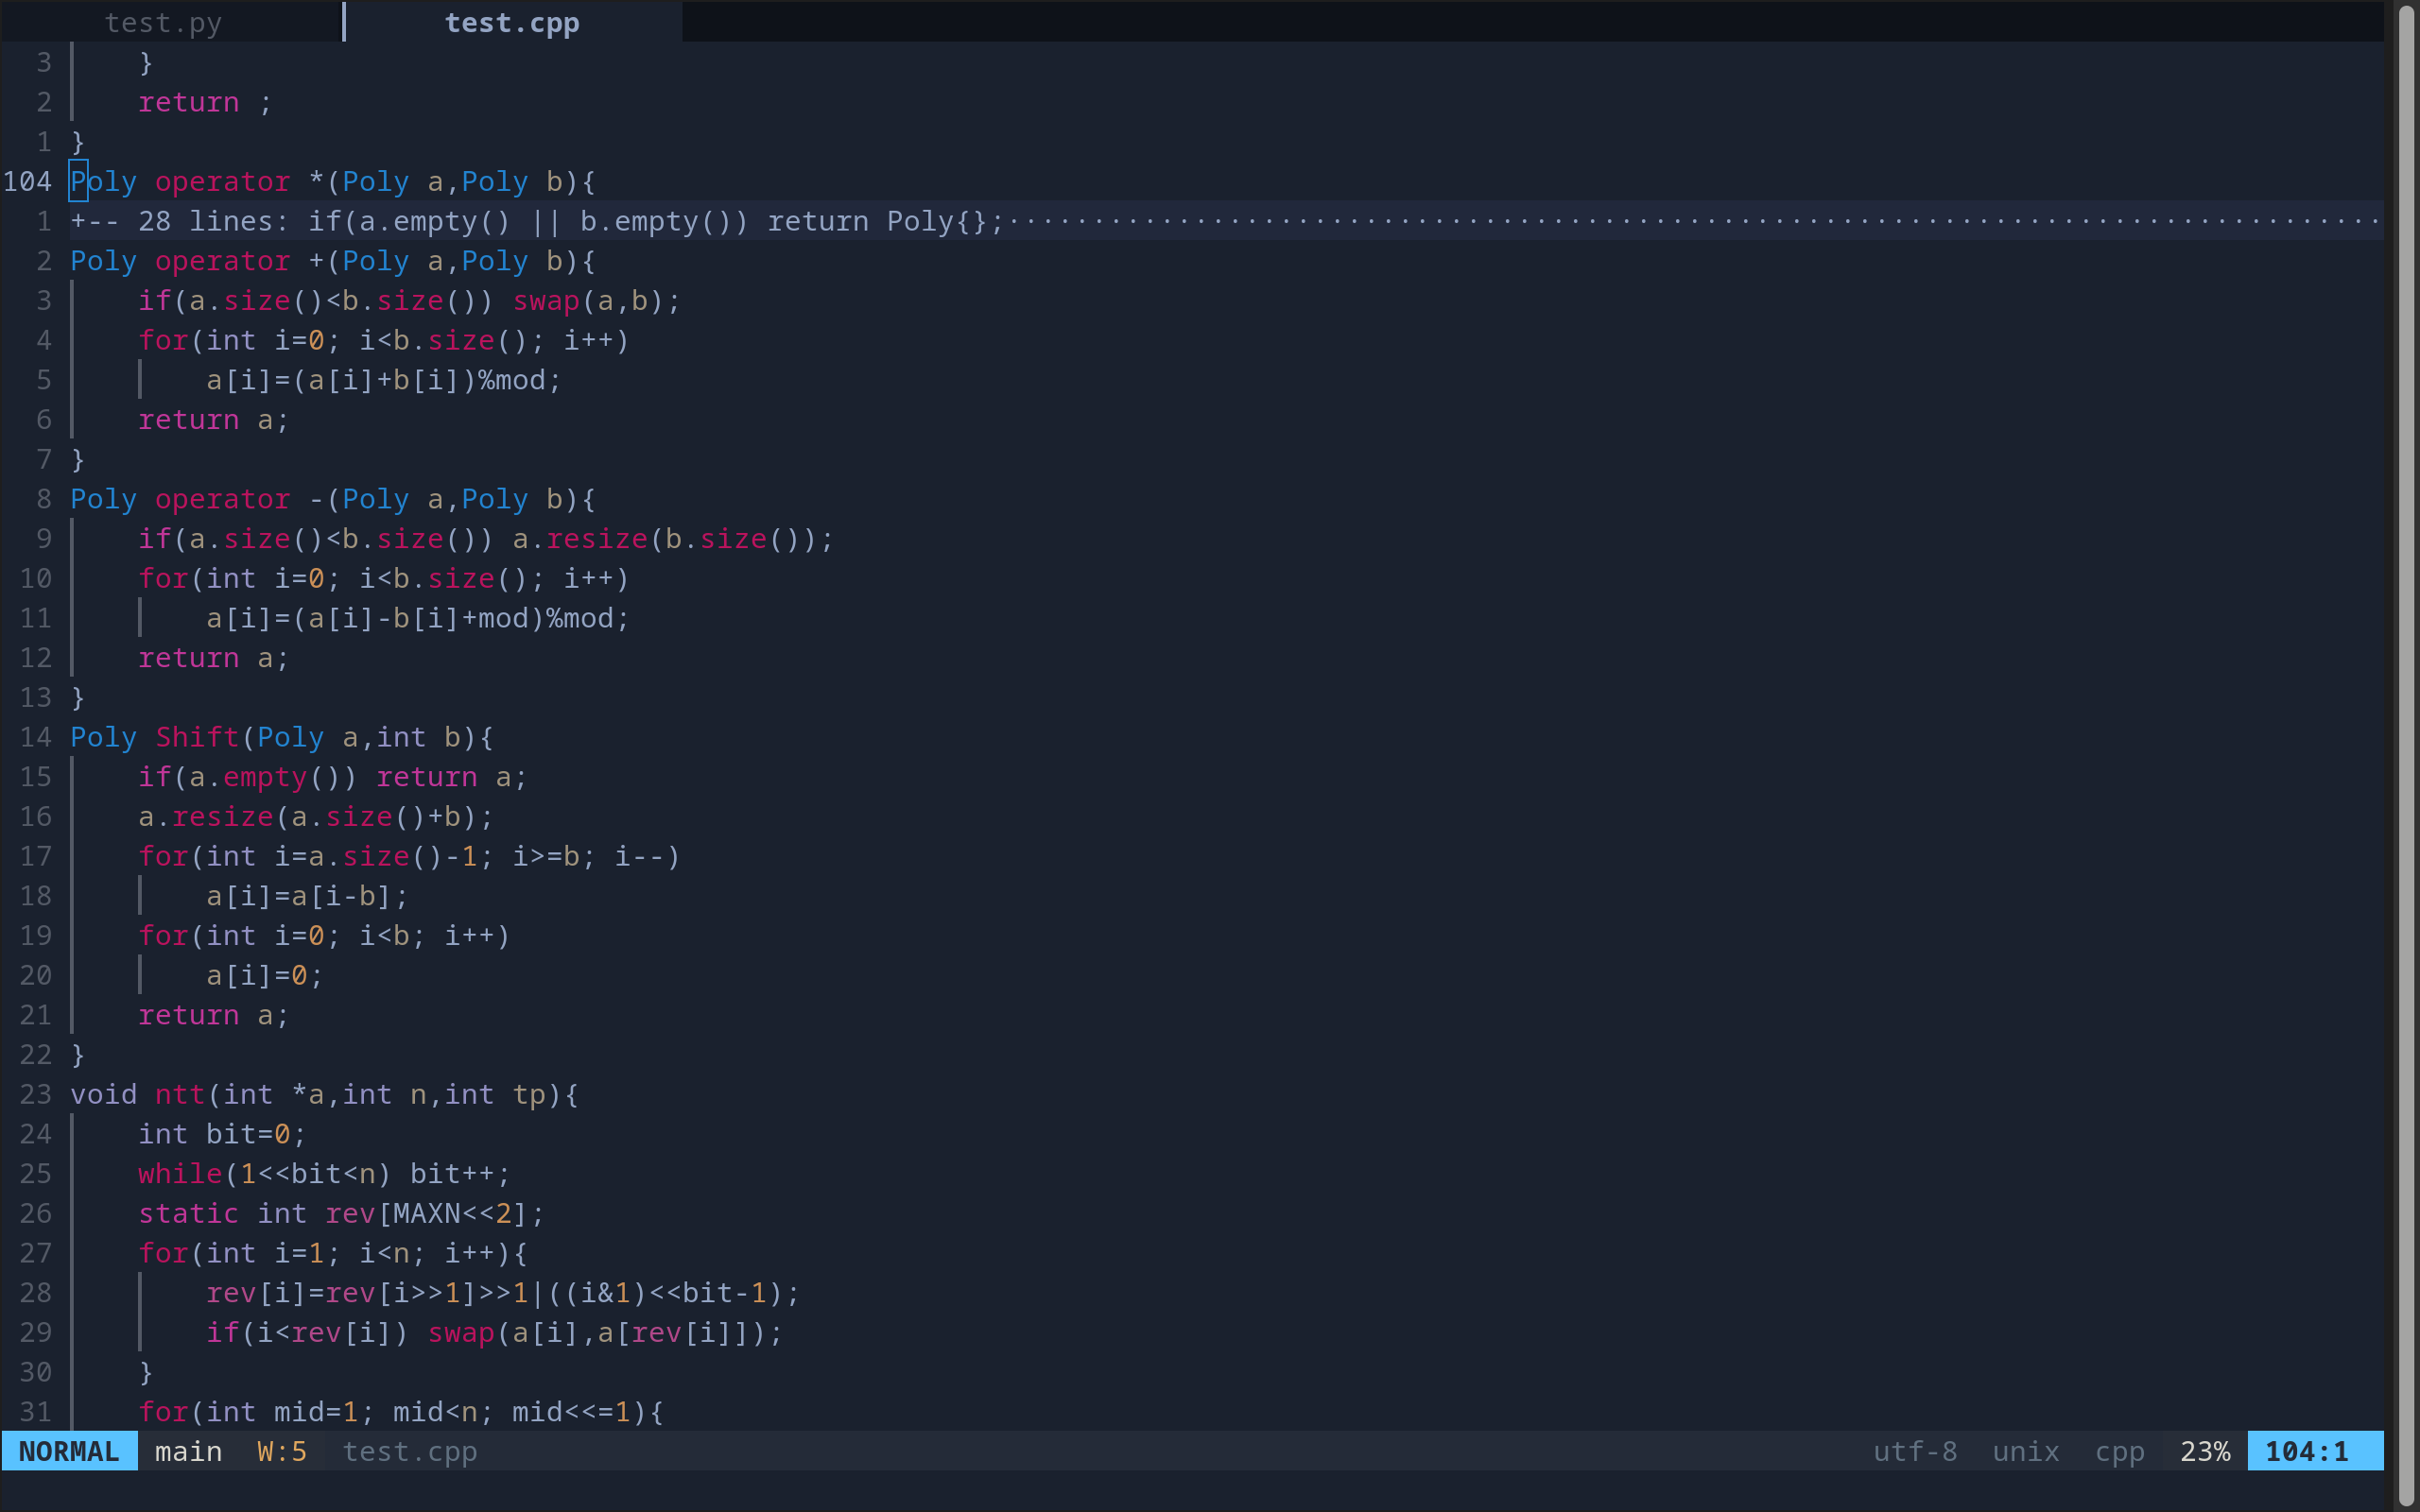 test.py test.cpp
3 }
2 return ;
1 }
104 Poly operator *(Poly a,Poly b){
1 +-- 28 lines: if(a.empty() || b.empty()) return Poly{};················································································
2 Poly operator +(Poly a,Poly b){
3 if(a.size()<b.size()) swap(a,b);
4 for(int i=0; i<b.size(); i++)
5 a[i]=(a[i]+b[i])%mod;
6 return a;
7 }
8 Poly operator -(Poly a,Poly b){
9 if(a.size()<b.size()) a.resize(b.size());
10 for(int i=0; i<b.size(); i++)
11 a[i]=(a[i]-b[i]+mod)%mod;
12 return a;
13 }
14 Poly Shift(Poly a,int b){
15 if(a.empty()) return a;
16 a.resize(a.size()+b);
17 for(int i=a.size()-1; i>=b; i--)
18 a[i]=a[i-b];
19 for(int i=0; i<b; i++)
20 a[i]=0;
21 return a;
22 }
23 void ntt(int *a,int n,int tp){
24 int bit=0;
25 while(1<<bit<n) bit++;
26 static int rev[MAXN<<2];
27 for(int i=1; i<n; i++){
28 rev[i]=rev[i>>1]>>1|((i&1)<<bit-1);
29 if(i<rev[i]) swap(a[i],a[rev[i]]);
30 }
31 for(int mid=1; mid<n; mid<<=1){
NORMAL main W:5 test.cpp utf-8 unix cpp 23% 104:1